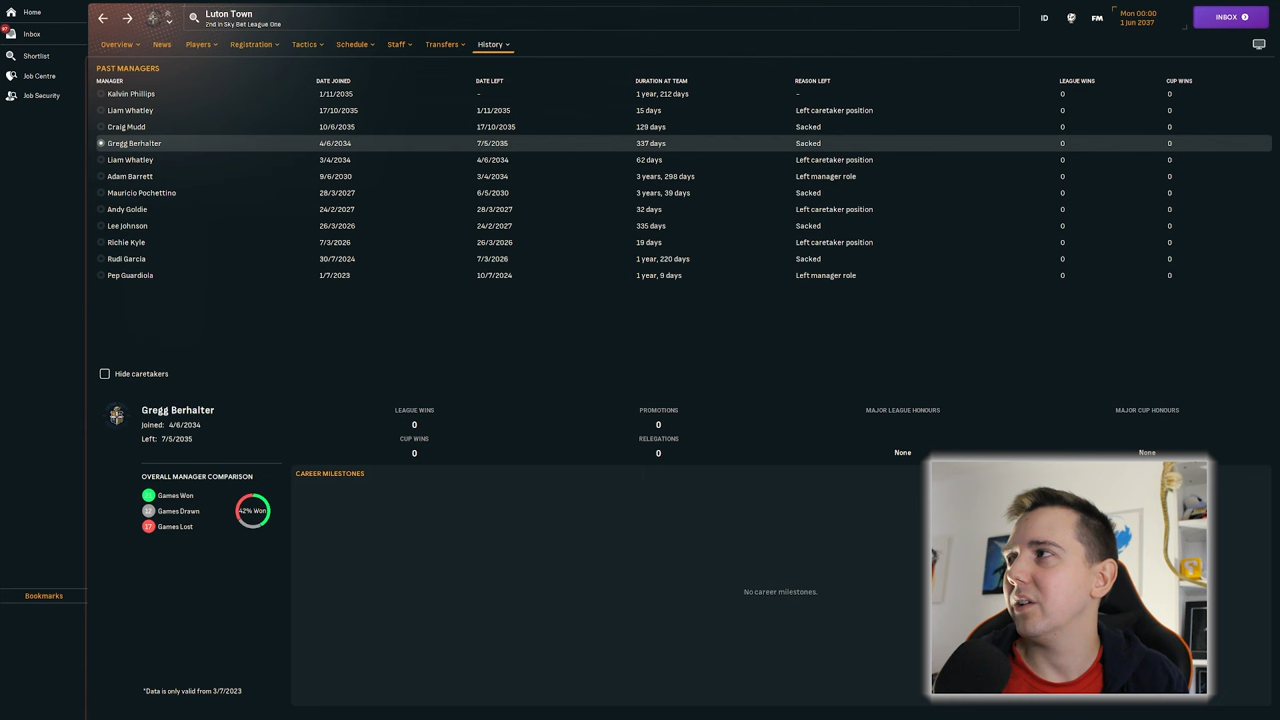 Home
Luton Town
2nd in Sky Bet League One
ID
FM
Mon 00:00
1 Jun 2037
INBOX
Inbox
Shortlist
Job Centre
Job Security
Overview
News
Players
Registration
Tactics
Schedule
Staff
Transfers
History
PAST MANAGERS
MANAGER DATE JOINED DATE LEFT DURATION AT TEAM REASON LEFT LEAGUE WINS CUP WINS
Kalvin Phillips 1/11/2035 - 1 year, 212 days - 0 0
Liam Whatley 17/10/2035 1/11/2035 15 days Left caretaker position 0 0
Craig Mudd 10/6/2035 17/10/2035 129 days Sacked 0 0
Gregg Berhalter 4/6/2034 7/5/2035 337 days Sacked 0 0
Liam Whatley 3/4/2034 4/6/2034 62 days Left caretaker position 0 0
Adam Barrett 9/6/2030 3/4/2034 3 years, 298 days Left manager role 0 0
Mauricio Pochettino 28/3/2027 6/5/2030 3 years, 39 days Sacked 0 0
Andy Goldie 24/2/2027 28/3/2027 32 days Left caretaker position 0 0
Lee Johnson 26/3/2026 24/2/2027 335 days Sacked 0 0
Richie Kyle 7/3/2026 26/3/2026 19 days Left caretaker position 0 0
Rudi Garcia 30/7/2024 7/3/2026 1 year, 220 days Sacked 0 0
Pep Guardiola 1/7/2023 10/7/2024 1 year, 9 days Left manager role 0 0
Hide caretakers
Gregg Berhalter
Joined: 4/6/2034
Left: 7/5/2035
LEAGUE WINS
0
CUP WINS
0
PROMOTIONS
0
RELEGATIONS
0
MAJOR LEAGUE HONOURS
None
MAJOR CUP HONOURS
None
OVERALL MANAGER COMPARISON
Games Won
12 Games Drawn
17 Games Lost
42% Won
CAREER MILESTONES
No career milestones.
Bookmarks
*Data is only valid from 3/7/2023